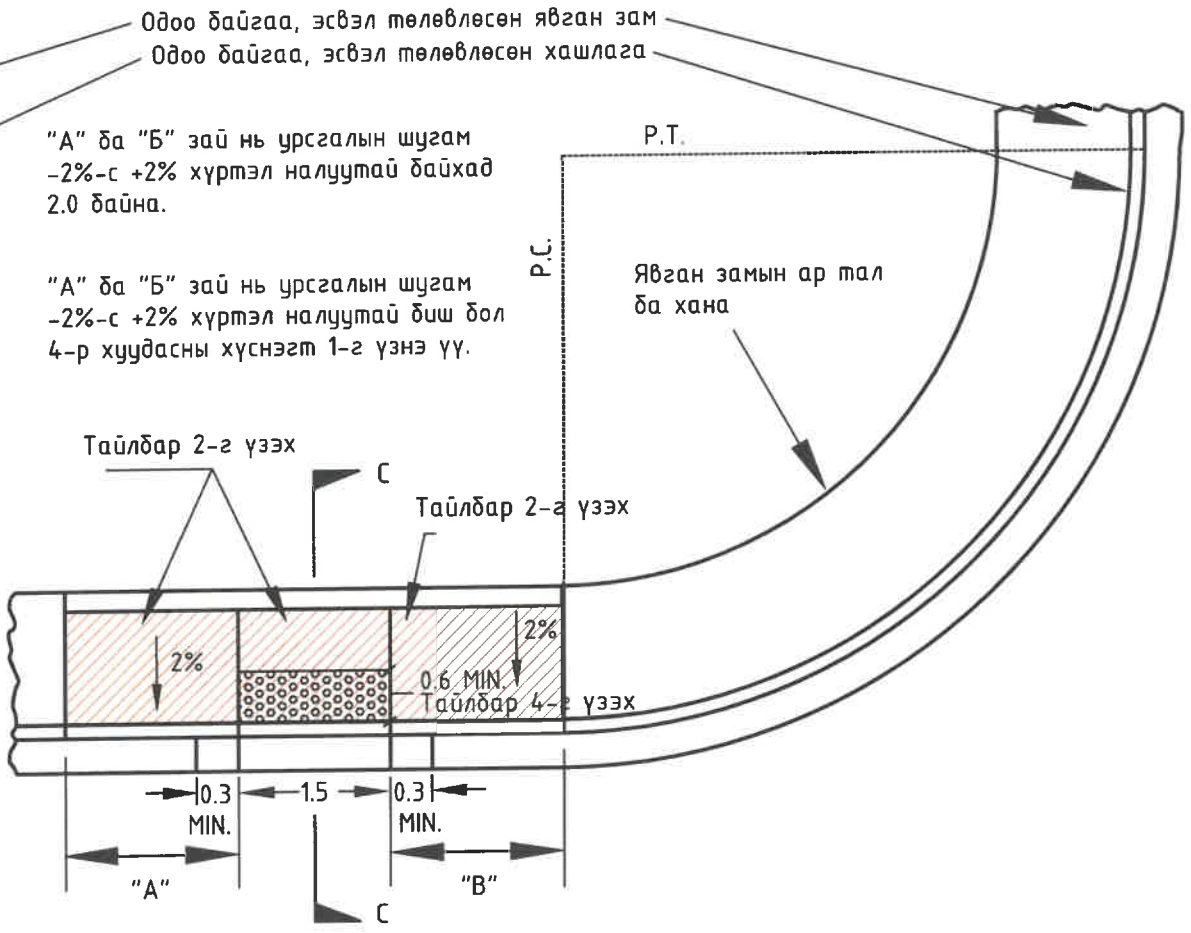 Одоо байгаа, эсвэл төлөвлөсөн явган зам
Одоо байгаа, эсвэл төлөвлөсөн хашлага
"А" ба "Б" зай нь урсгалын шугам
-2%-с +2% хүртэл налуутай байхад
2.0 байна.
P.T.
P.C.
"А" ба "Б" зай нь урсгалын шугам
-2%-с +2% хүртэл налуутай биш бол
4-р хуудасны хүснэгт 1-г үзнэ үү.
Явган замын ар тал
ба хана
Тайлбар 2-г үзэх
C
Тайлбар 2-г үзэх
2%
2%
0.6 MIN.
Тайлбар 4-г үзэх
0.3
MIN.
1.5
0.3
MIN.
"A"
"B"
C